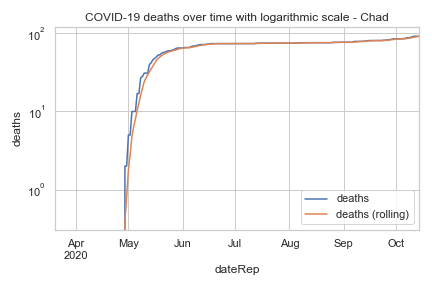 COVID-19 deaths over time with logarithmic scale - Chad
deaths
10²
10¹
10⁰
Apr
2020
May
Jun
Jul
Aug
Sep
Oct
dateRep
deaths
deaths (rolling)